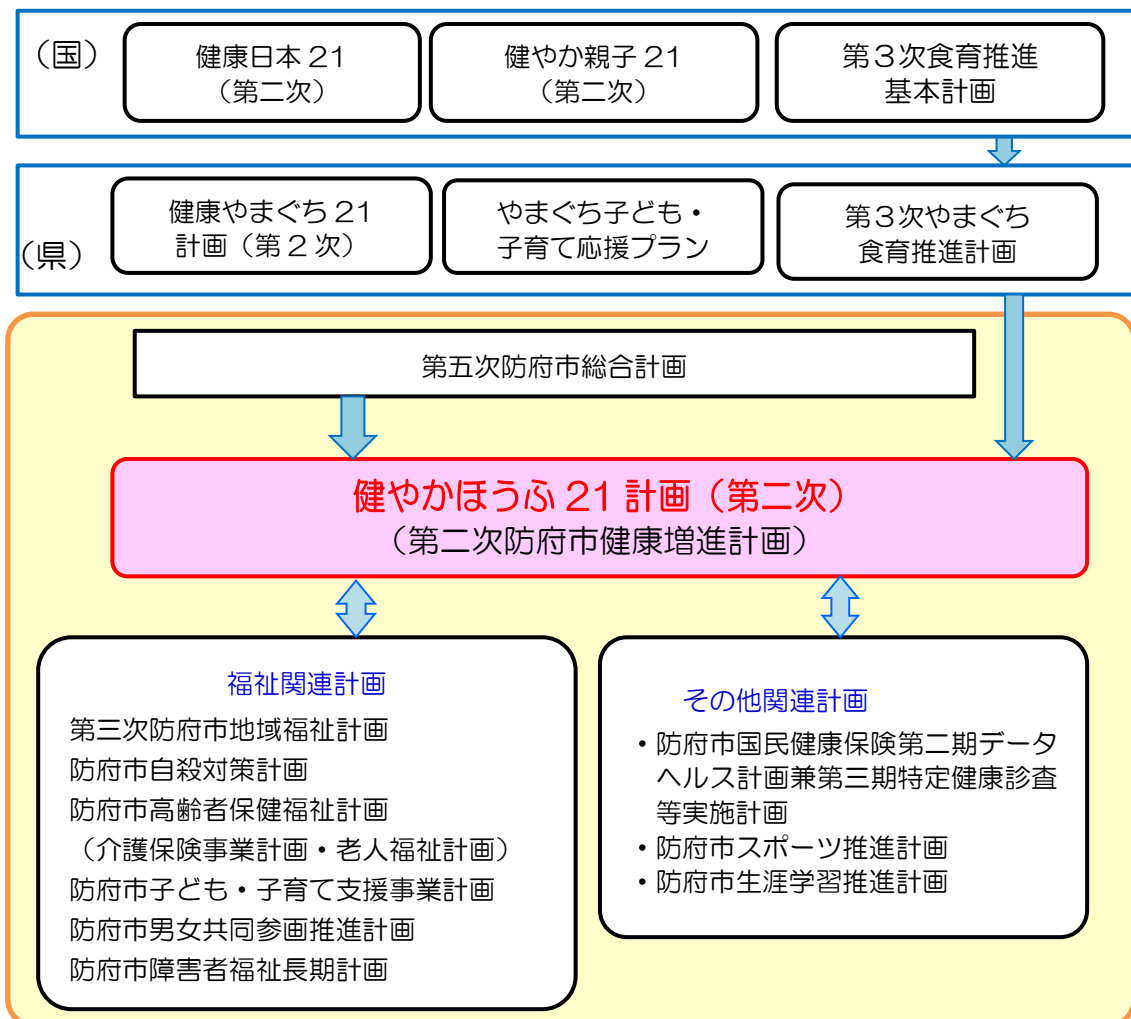 (国)
健康日本 21
(第二次)
健やか親子 21
(第二次)
第3次食育推進
基本計画
(県)
健康やまぐち 21
計画(第2次)
やまぐち子ども・
子育て応援プラン
第3次やまぐち
食育推進計画
第五次防府市総合計画
健やかほうふ 21 計画(第二次)
(第二次防府市健康増進計画)
福祉関連計画
第三次防府市地域福祉計画
防府市自殺対策計画
防府市高齢者保健福祉計画
(介護保険事業計画・老人福祉計画)
防府市子ども・子育て支援事業計画
防府市男女共同参画推進計画
防府市障害者福祉長期計画
その他関連計画
・防府市国民健康保険第二期データ
ヘルス計画兼第三期特定健康診査
等実施計画
・防府市スポーツ推進計画
・防府市生涯学習推進計画